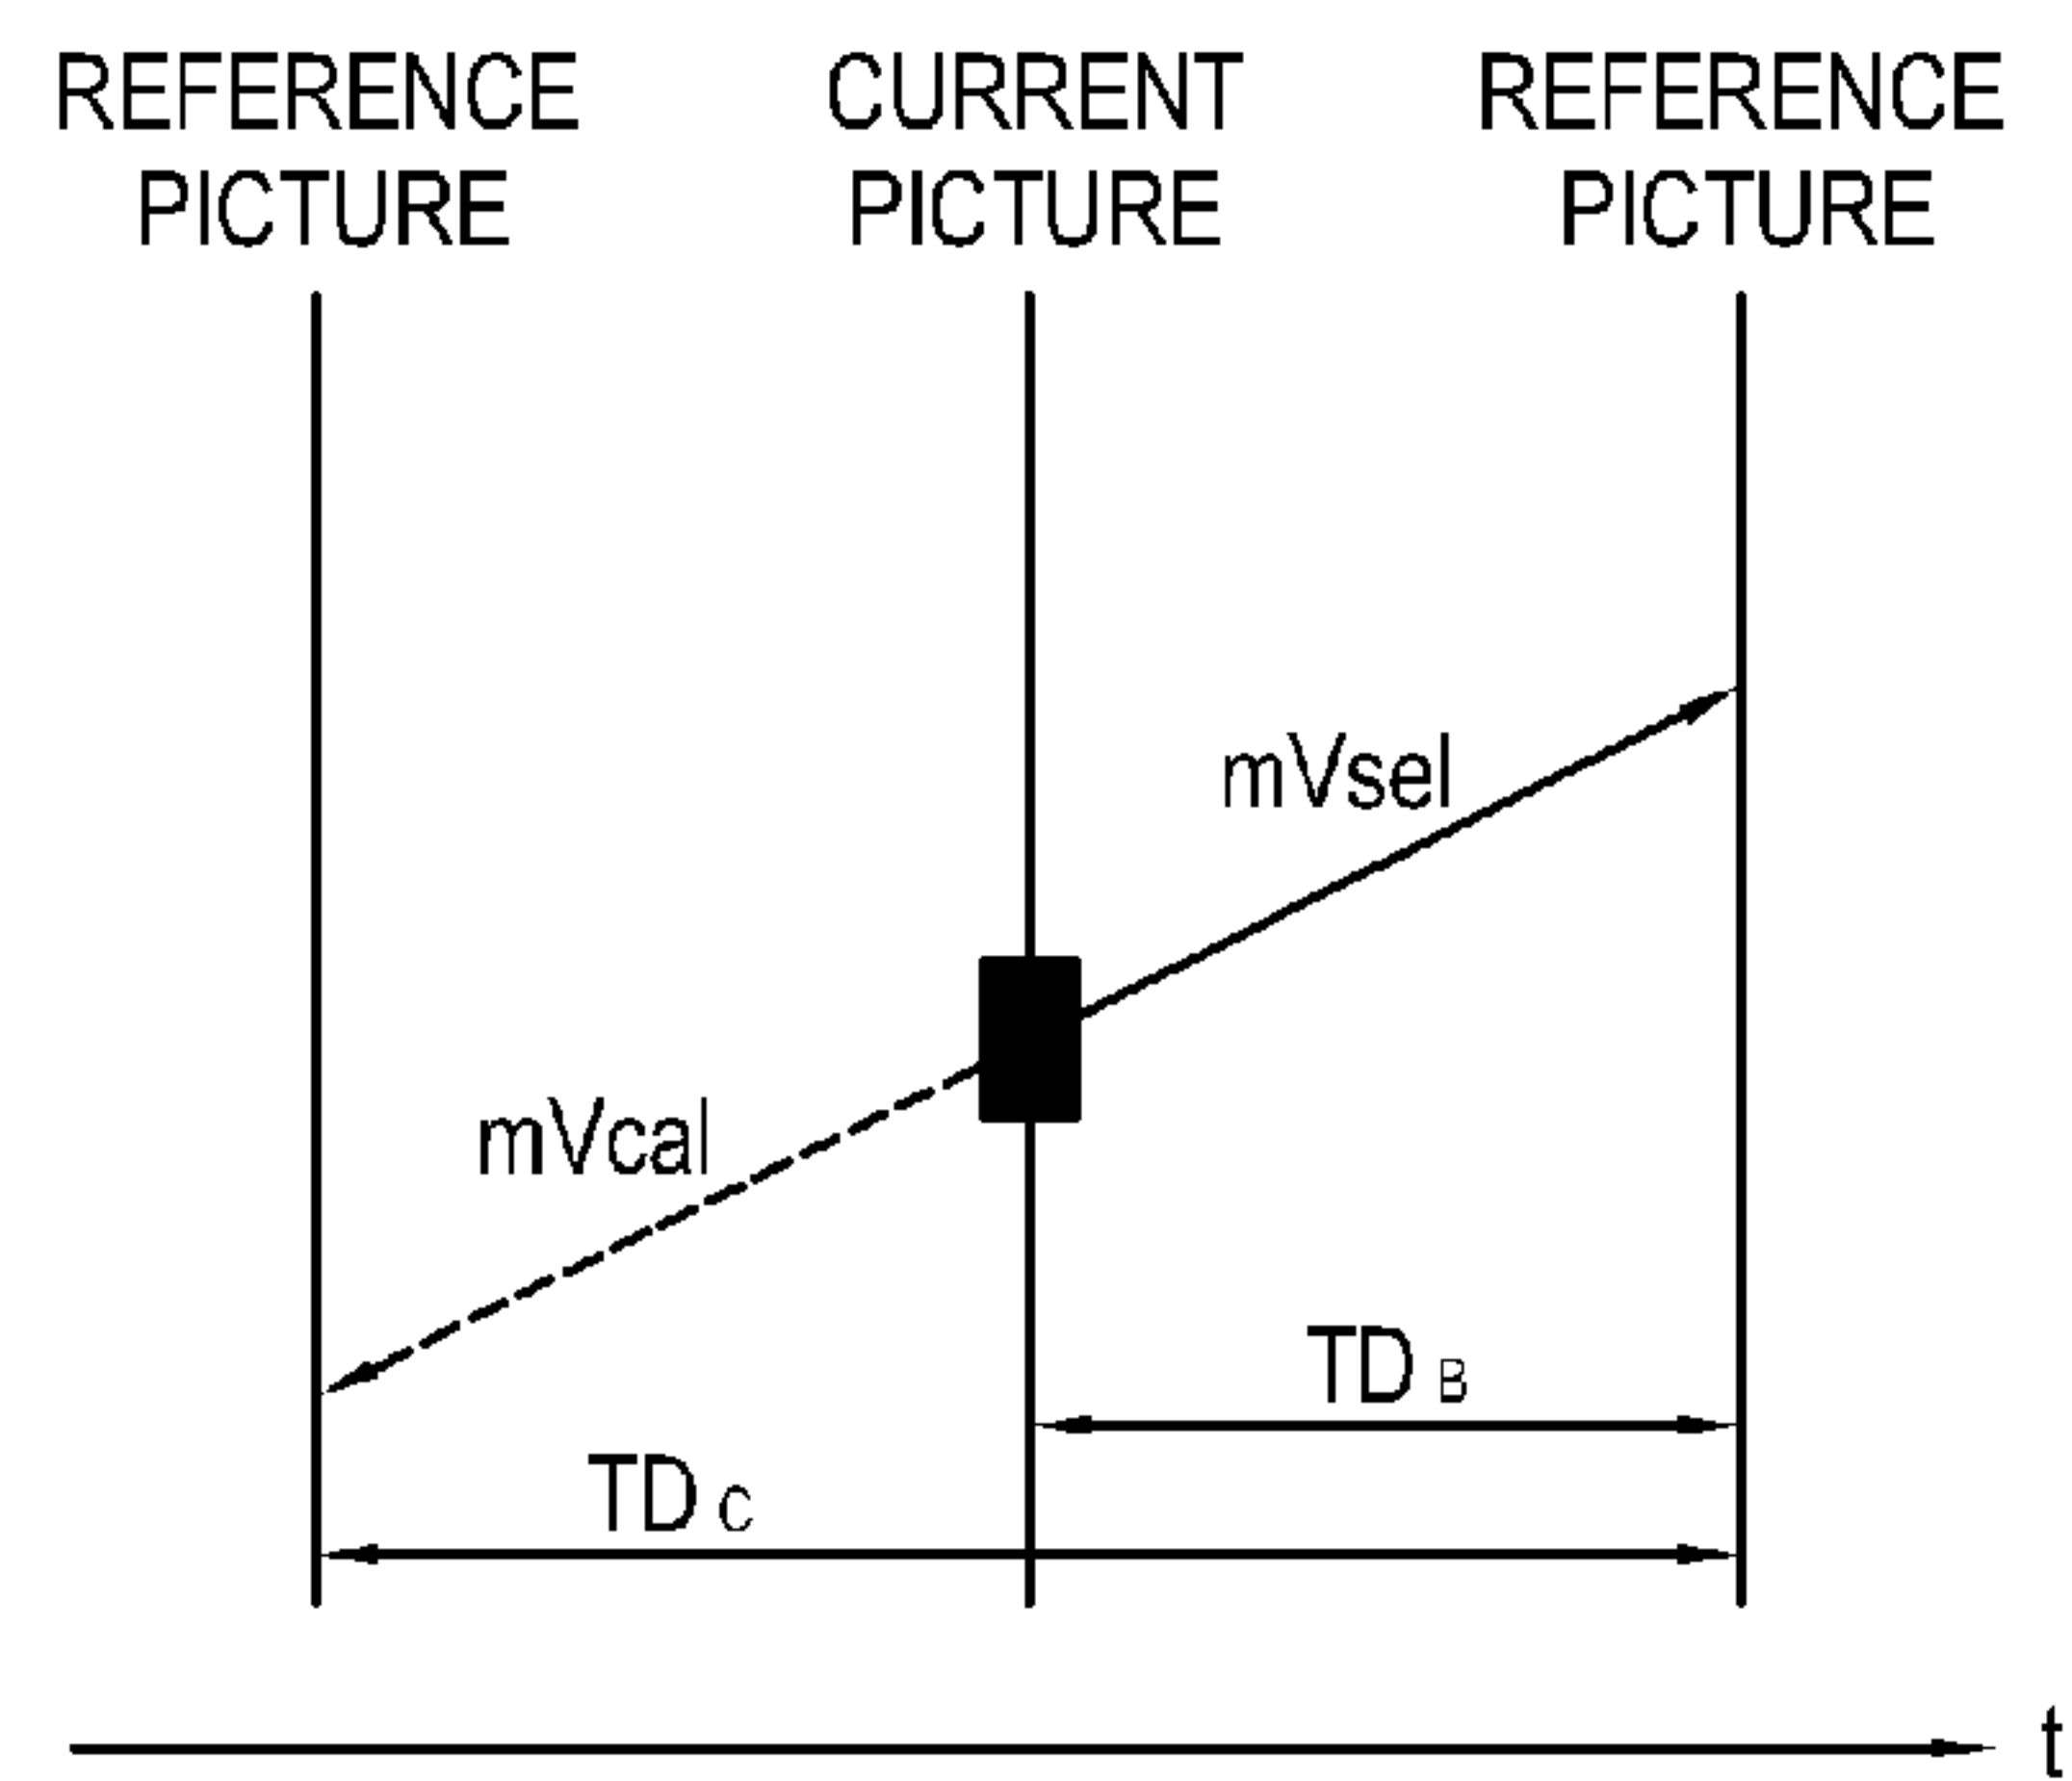 REFERENCE PICTURE
CURRENT PICTURE
REFERENCE PICTURE
mVsel
mVcal
TD B
TD C
t